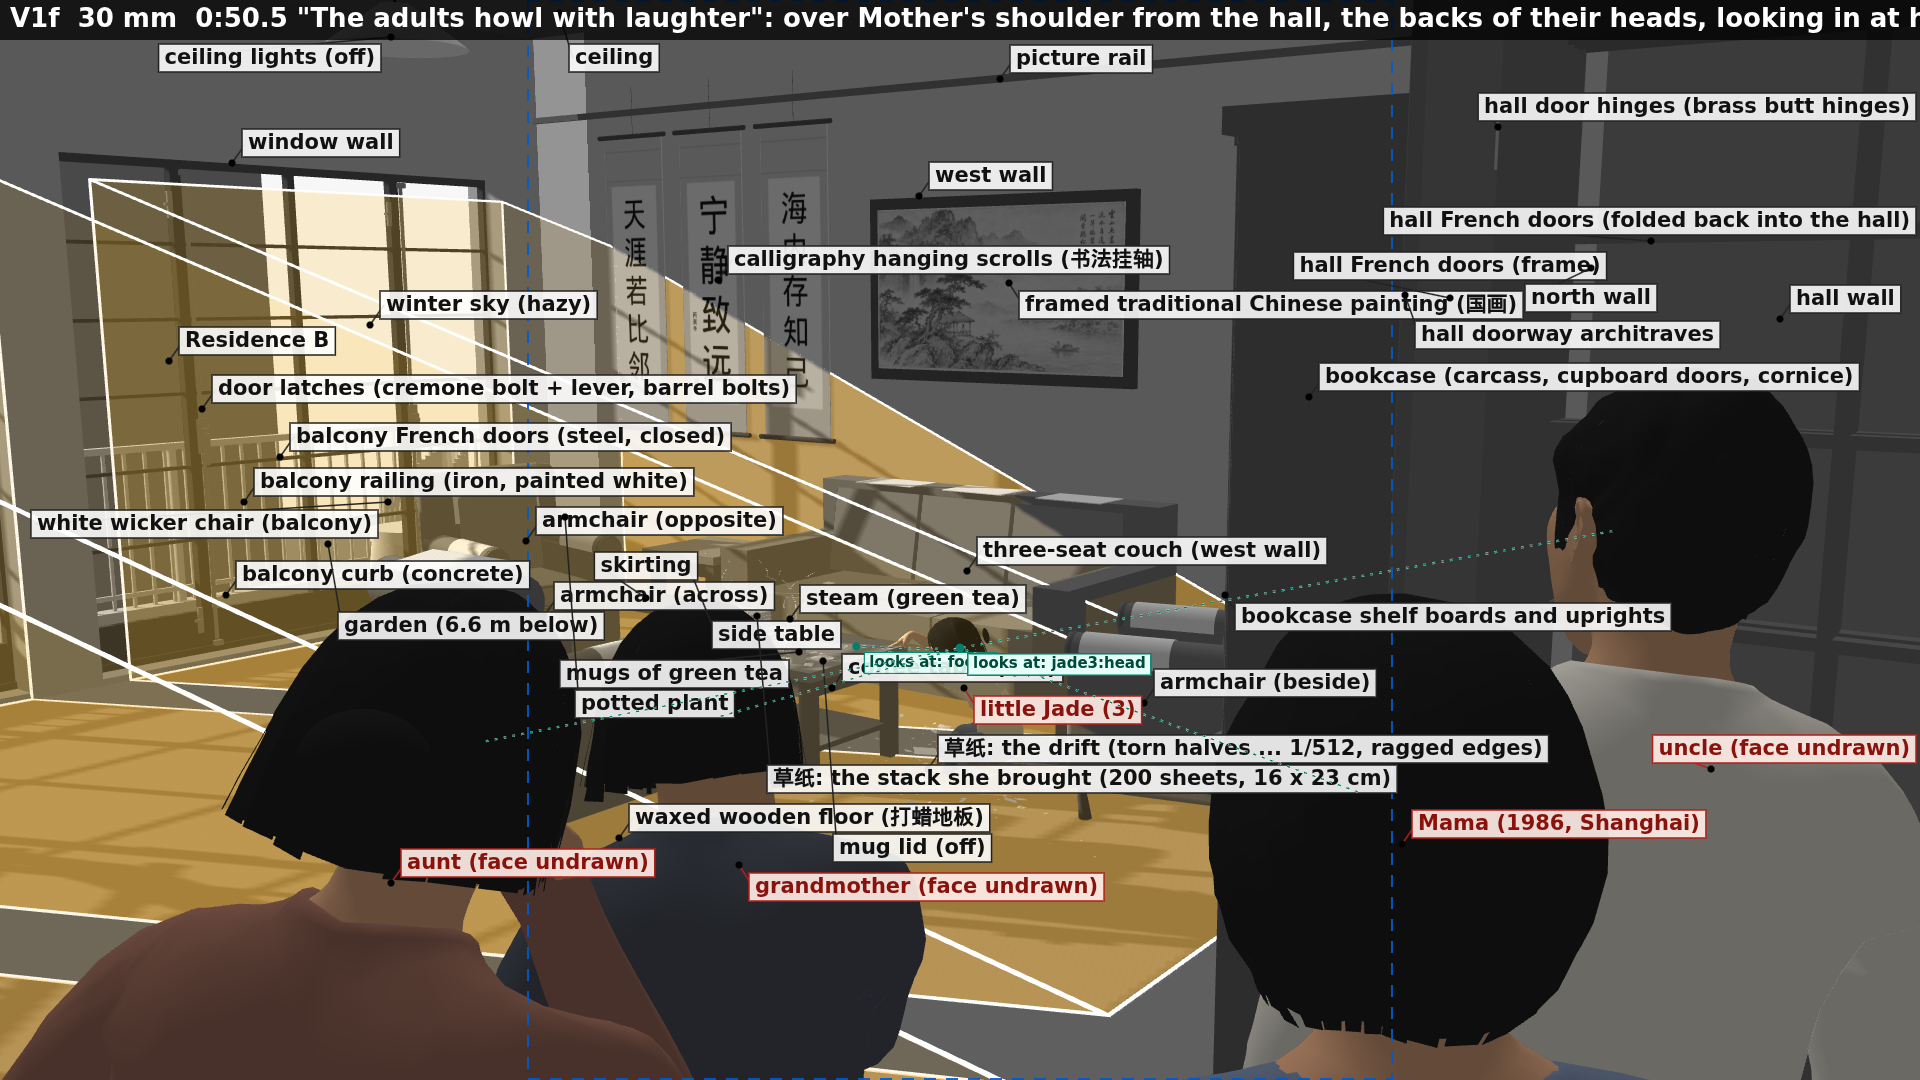 V1f 30 mm 0:50.5 "The adults howl with laughter": over Mother's shoulder from the hall, the backs of their heads, looking in at h
ceiling lights (off)
ceiling
picture rail
hall door hinges (brass butt hinges)
window wall
west wall
hall French doors (folded back into the hall)
天涯若比邻
宁静致远
海内存知己
calligraphy hanging scrolls (书法挂轴)
hall French doors (frame)
framed traditional Chinese painting (国画)
north wall
hall wall
winter sky (hazy)
Residence B
hall doorway architraves
door latches (cremone bolt + lever, barrel bolts)
bookcase (carcass, cupboard doors, cornice)
balcony French doors (steel, closed)
balcony railing (iron, painted white)
white wicker chair (balcony)
armchair (opposite)
three-seat couch (west wall)
skirting
balcony curb (concrete)
armchair (across)
steam (green tea)
garden (6.6 m below)
side table
bookcase shelf boards and uprights
looks at: jade3:head
mugs of green tea
armchair (beside)
potted plant
little Jade (3)
草纸: the drift (torn halves ... 1/512, ragged edges)
uncle (face undrawn)
草纸: the stack she brought (200 sheets, 16 x 23 cm)
waxed wooden floor (打蜡地板)
Mama (1986, Shanghai)
mug lid (off)
aunt (face undrawn)
grandmother (face undrawn)